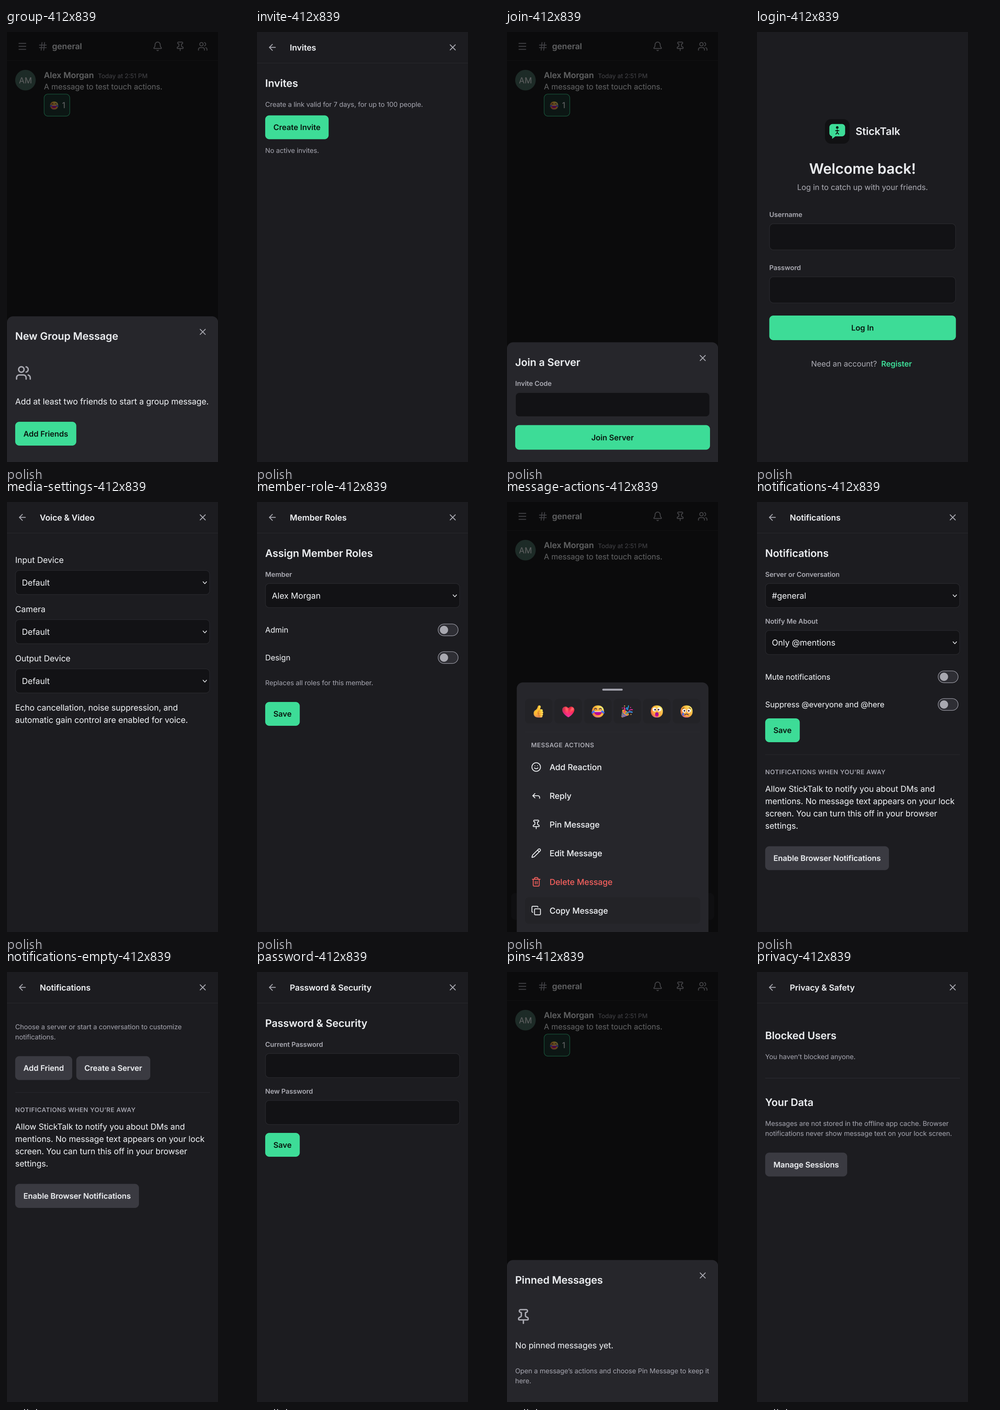 group-412x839
# general
AM
Alex Morgan Today at 2:51 PM
A message to test touch actions.
1
New Group Message
Add at least two friends to start a group message.
Add Friends
polish
invite-412x839
Invites
Invites
Create a link valid for 7 days, for up to 100 people.
Create Invite
No active invites.
polish
join-412x839
# general
AM
Alex Morgan Today at 2:51 PM
A message to test touch actions.
1
Join a Server
Invite Code
Join Server
polish
login-412x839
StickTalk
Welcome back!
Log in to catch up with your friends.
Username
Password
Log In
Need an account? Register
polish
media-settings-412x839
Voice & Video
Input Device
Default
Camera
Default
Output Device
Default
Echo cancellation, noise suppression, and
automatic gain control are enabled for voice.
polish
member-role-412x839
Member Roles
Assign Member Roles
Member
Alex Morgan
Admin
Design
Replaces all roles for this member.
Save
polish
message-actions-412x839
# general
AM
Alex Morgan Today at 2:51 PM
A message to test touch actions.
MESSAGE ACTIONS
Add Reaction
Reply
Pin Message
Edit Message
Delete Message
Copy Message
polish
notifications-412x839
Notifications
Notifications
Server or Conversation
#general
Notify Me About
Only @mentions
Mute notifications
Suppress @everyone and @here
Save
NOTIFICATIONS WHEN YOU'RE AWAY
Allow StickTalk to notify you about DMs and
mentions. No message text appears on your lock
screen. You can turn this off in your browser
settings.
Enable Browser Notifications
polish
notifications-empty-412x839
Notifications
Choose a server or start a conversation to customize
notifications.
Add Friend
Create a Server
NOTIFICATIONS WHEN YOU'RE AWAY
Allow StickTalk to notify you about DMs and
mentions. No message text appears on your lock
screen. You can turn this off in your browser
settings.
Enable Browser Notifications
password-412x839
Password & Security
Password & Security
Current Password
New Password
Save
pins-412x839
# general
AM
Alex Morgan Today at 2:51 PM
A message to test touch actions.
1
Pinned Messages
No pinned messages yet.
Open a message's actions and choose Pin Message to keep it
here.
privacy-412x839
Privacy & Safety
Blocked Users
You haven't blocked anyone.
Your Data
Messages are not stored in the offline app cache. Browser
notifications never show message text on your lock screen.
Manage Sessions